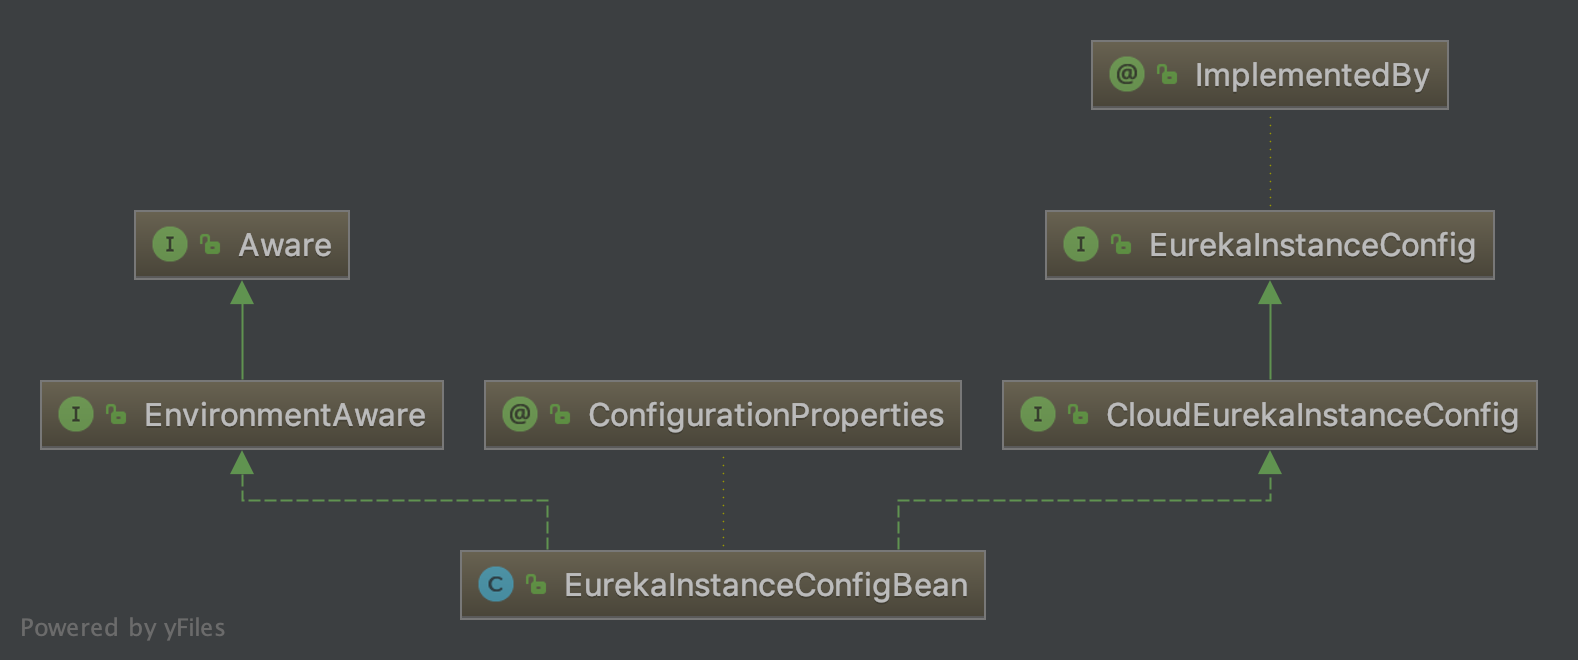 @ ImplementedBy
I Aware
I EurekaInstanceConfig
I EnvironmentAware
@ ConfigurationProperties
I CloudEurekaInstanceConfig
C EurekaInstanceConfigBean
Powered by yFiles